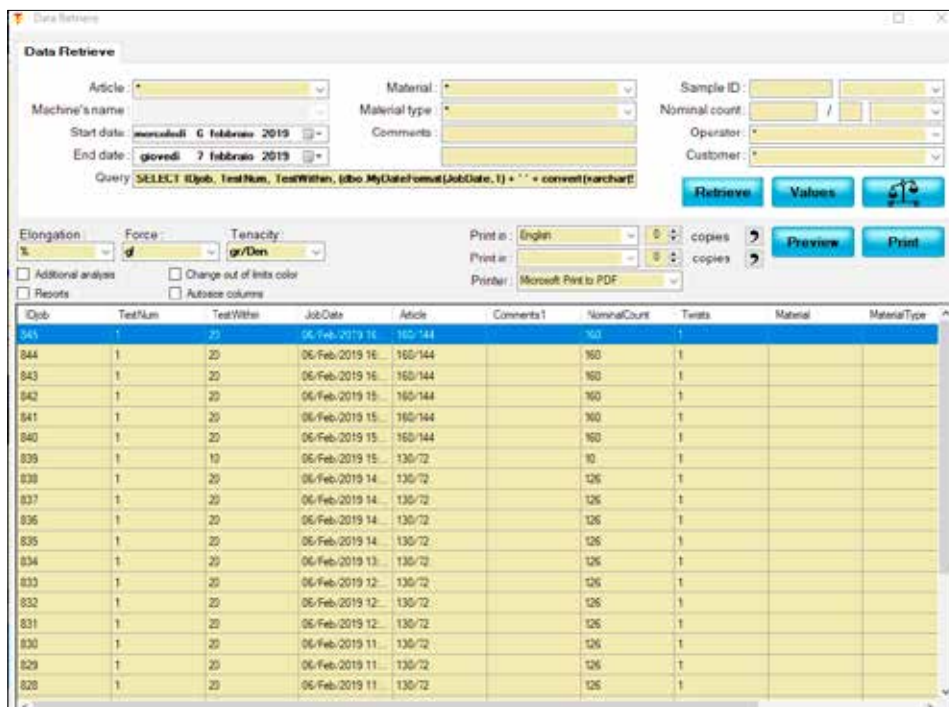 Data Retrieve
Data Retrieve
Article : * Material : * Sample ID :
Machine's name : Material type : * Nominal count : /
Start date : mercoledì 6 febbraio 2019 Comments : Operator : *
End date : giovedì 7 febbraio 2019 Customer : *
Query SELECT IDjob, TestNum, TestWithin, (dbo.MyDateFormat(JobDate,1) + ' ' + convert(varchar(5
Retrieve Values
Elongation : Force : Tenacity : Print in : English 0 copies
% gf gr/Den Print in : 0 copies Preview Print
Additional analysis Change out of limits color Printer : Microsoft Print to PDF
Reports Autosize columns
IDjob TestNum TestWithin JobDate Article Comments1 NominalCount Twists Material MaterialType
845 1 20 06/Feb/2019 16 160/144 160 1
844 1 20 06/Feb/2019 16:... 160/144 160 1
843 1 20 06/Feb/2019 16:... 160/144 160 1
842 1 20 06/Feb/2019 15:... 160/144 160 1
841 1 20 06/Feb/2019 15:... 160/144 160 1
840 1 20 06/Feb/2019 15:... 160/144 160 1
839 1 10 06/Feb/2019 15:... 130/72 10 1
838 1 20 06/Feb/2019 14:... 130/72 126 1
837 1 20 06/Feb/2019 14:... 130/72 126 1
836 1 20 06/Feb/2019 14:... 130/72 126 1
835 1 20 06/Feb/2019 14:... 130/72 126 1
834 1 20 06/Feb/2019 13:... 130/72 126 1
833 1 20 06/Feb/2019 12:... 130/72 126 1
832 1 20 06/Feb/2019 12:... 130/72 126 1
831 1 20 06/Feb/2019 12:... 130/72 126 1
830 1 20 06/Feb/2019 11:... 130/72 126 1
829 1 20 06/Feb/2019 11:... 130/72 126 1
828 1 20 06/Feb/2019 11:... 130/72 126 1